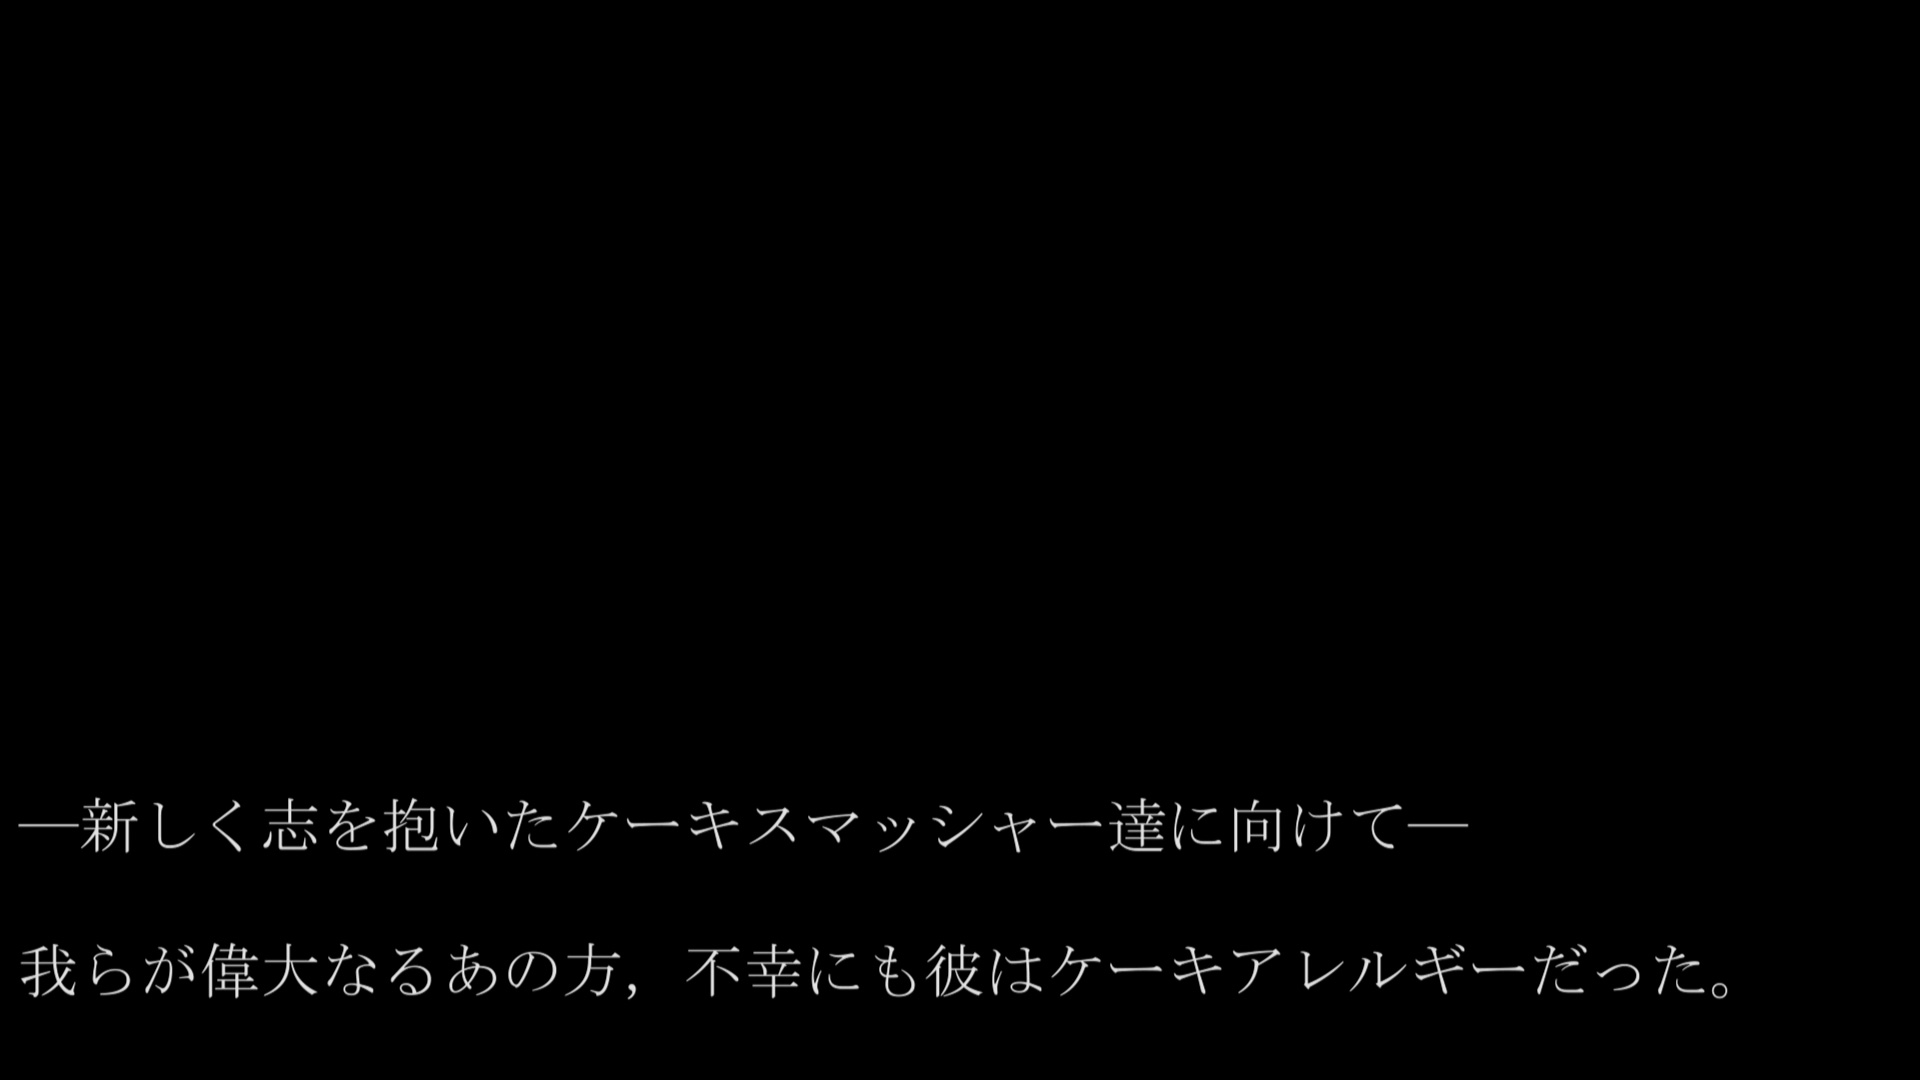 ―新しく志を抱いたケーキスマッシャー達に向けて―
我らが偉大なるあの方，不幸にも彼はケーキアレルギーだった。